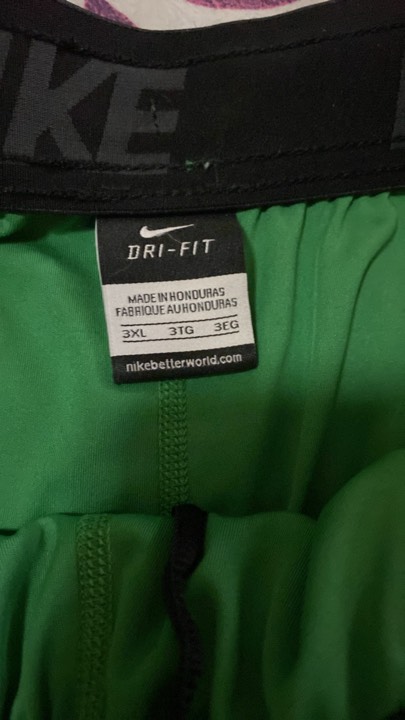 NIKE
DRI-FIT
MADE IN HONDURAS
FABRIQUE AU HONDURAS
3XL 3TG 3EG
nikebetterworld.com